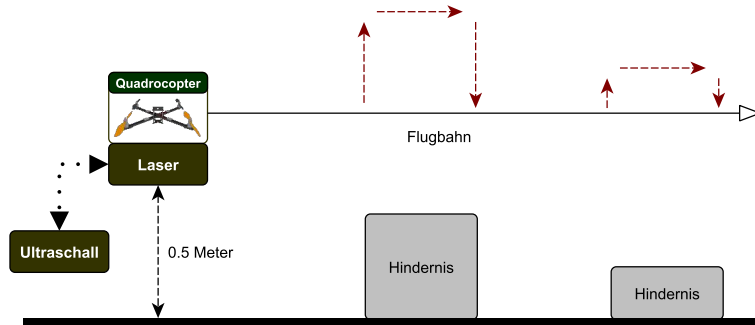 Quadrocopter
Flugbahn
Laser
Ultraschall
0.5 Meter
Hindernis
Hindernis